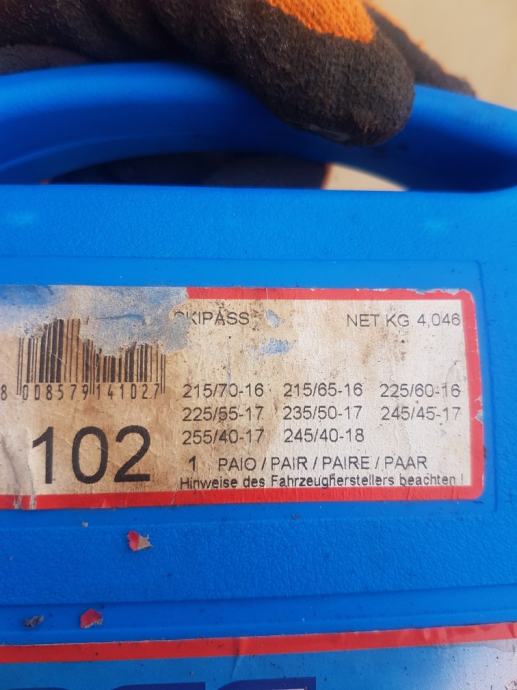 SKIPASS NET KG 4,046
8 008579 141027
215/70-16 215/65-16 225/60-16
225/55-17 235/50-17 245/45-17
255/40-17 245/40-18
102
1 PAIO / PAIR / PAIRE / PAAR
Hinweise des Fahrzeugherstellers beachten !